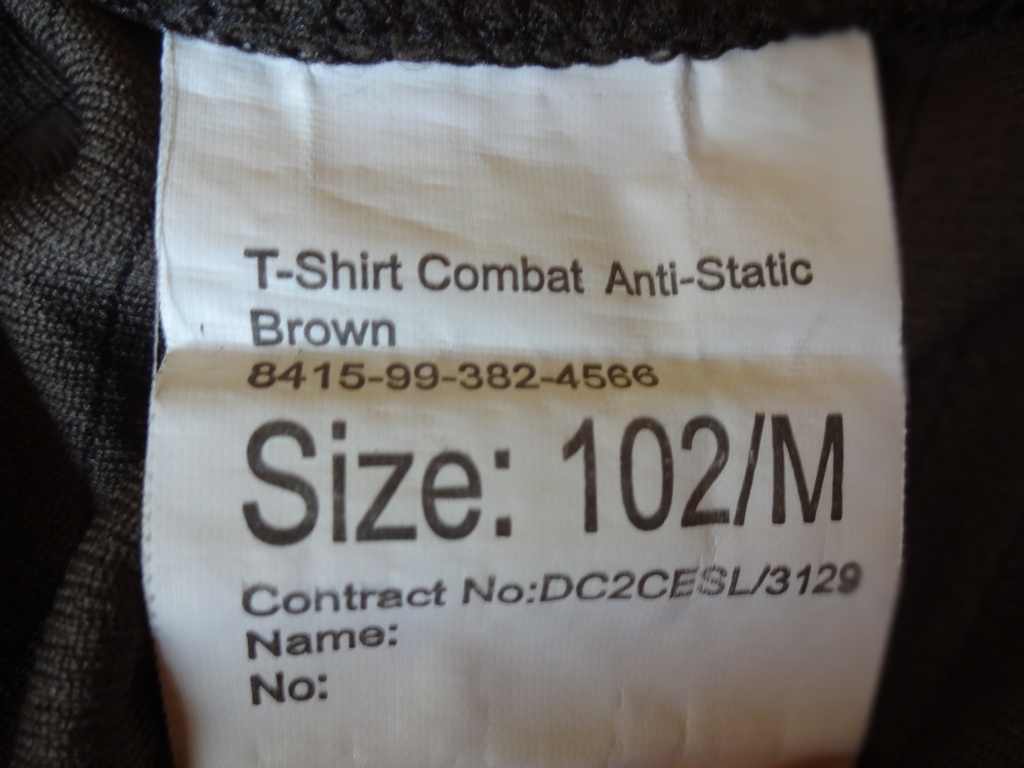 T-Shirt Combat Anti-Static
Brown
8415-99-382-4566
Size: 102/M
Contract No:DC2CESL/3129
Name:
No: